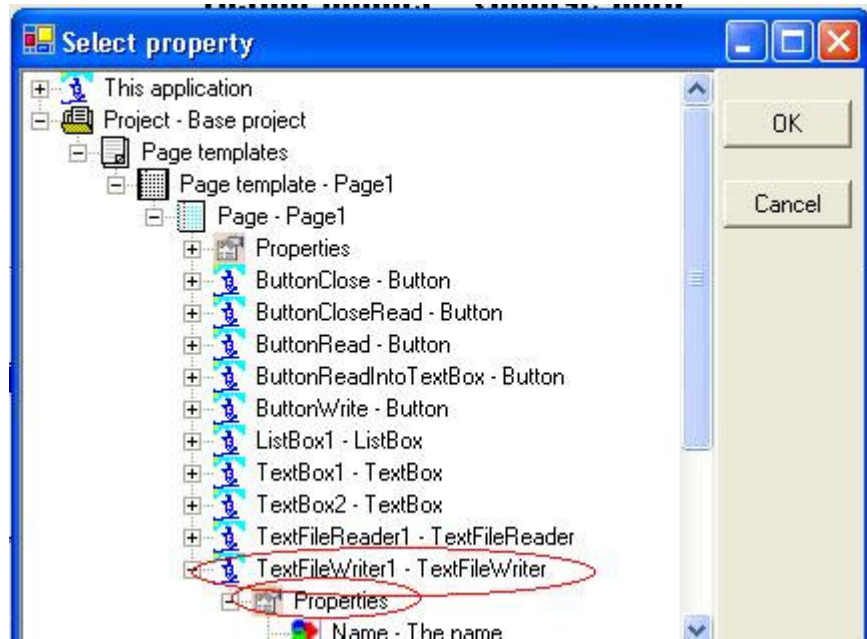 Select property
This application
OK
Project - Base project
Page templates
Page template - Page1
Cancel
Page - Page1
Properties
ButtonClose - Button
ButtonCloseRead - Button
ButtonRead - Button
ButtonReadIntoTextBox - Button
ButtonWrite - Button
ListBox1 - ListBox
TextBox1 - TextBox
TextBox2 - TextBox
TextFileReader1 - TextFileReader
TextFileWriter1 - TextFileWriter
Properties
Name - The name